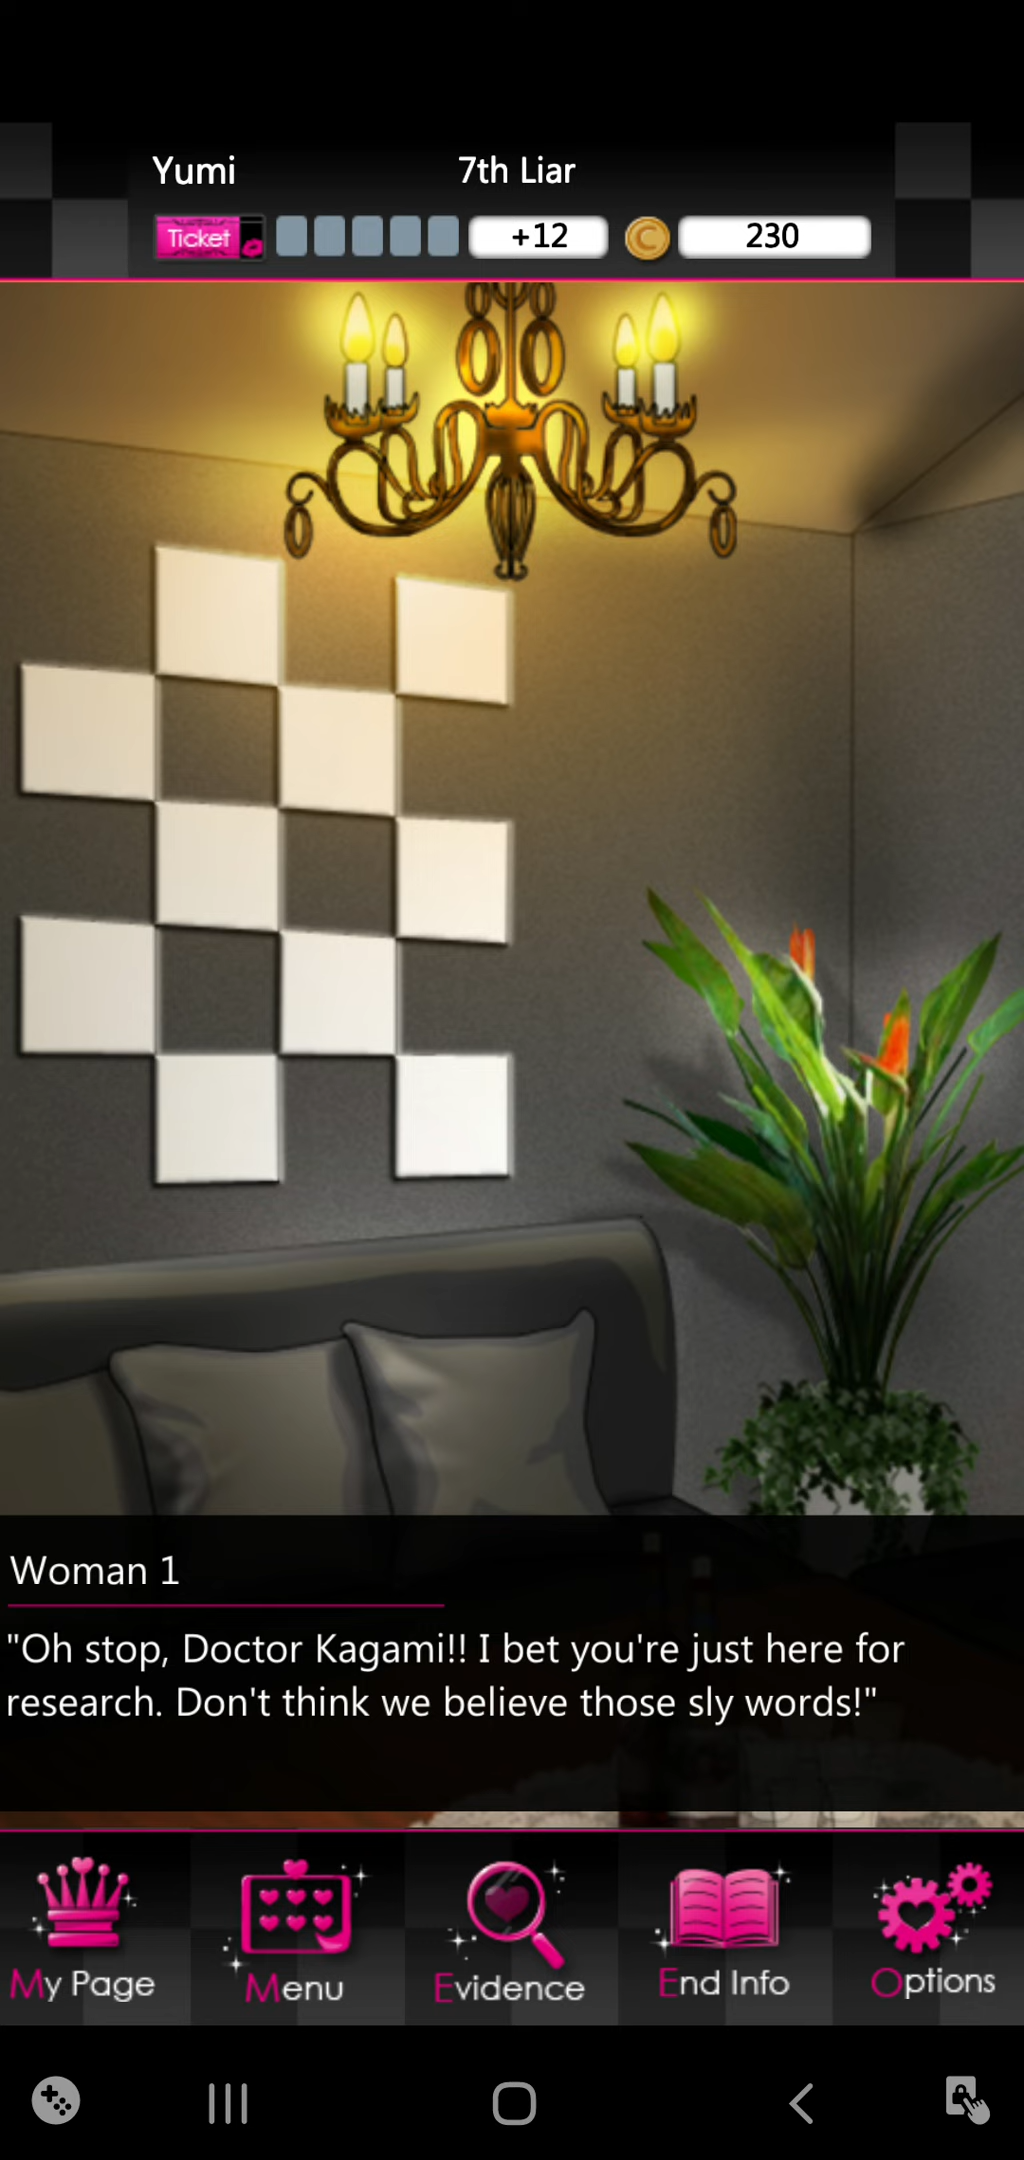 Yumi
7th Liar
Ticket
+12
C
230
Woman 1
"Oh stop, Doctor Kagami!! I bet you're just here for
research. Don't think we believe those sly words!"
My Page
Menu
Evidence
End Info
Options